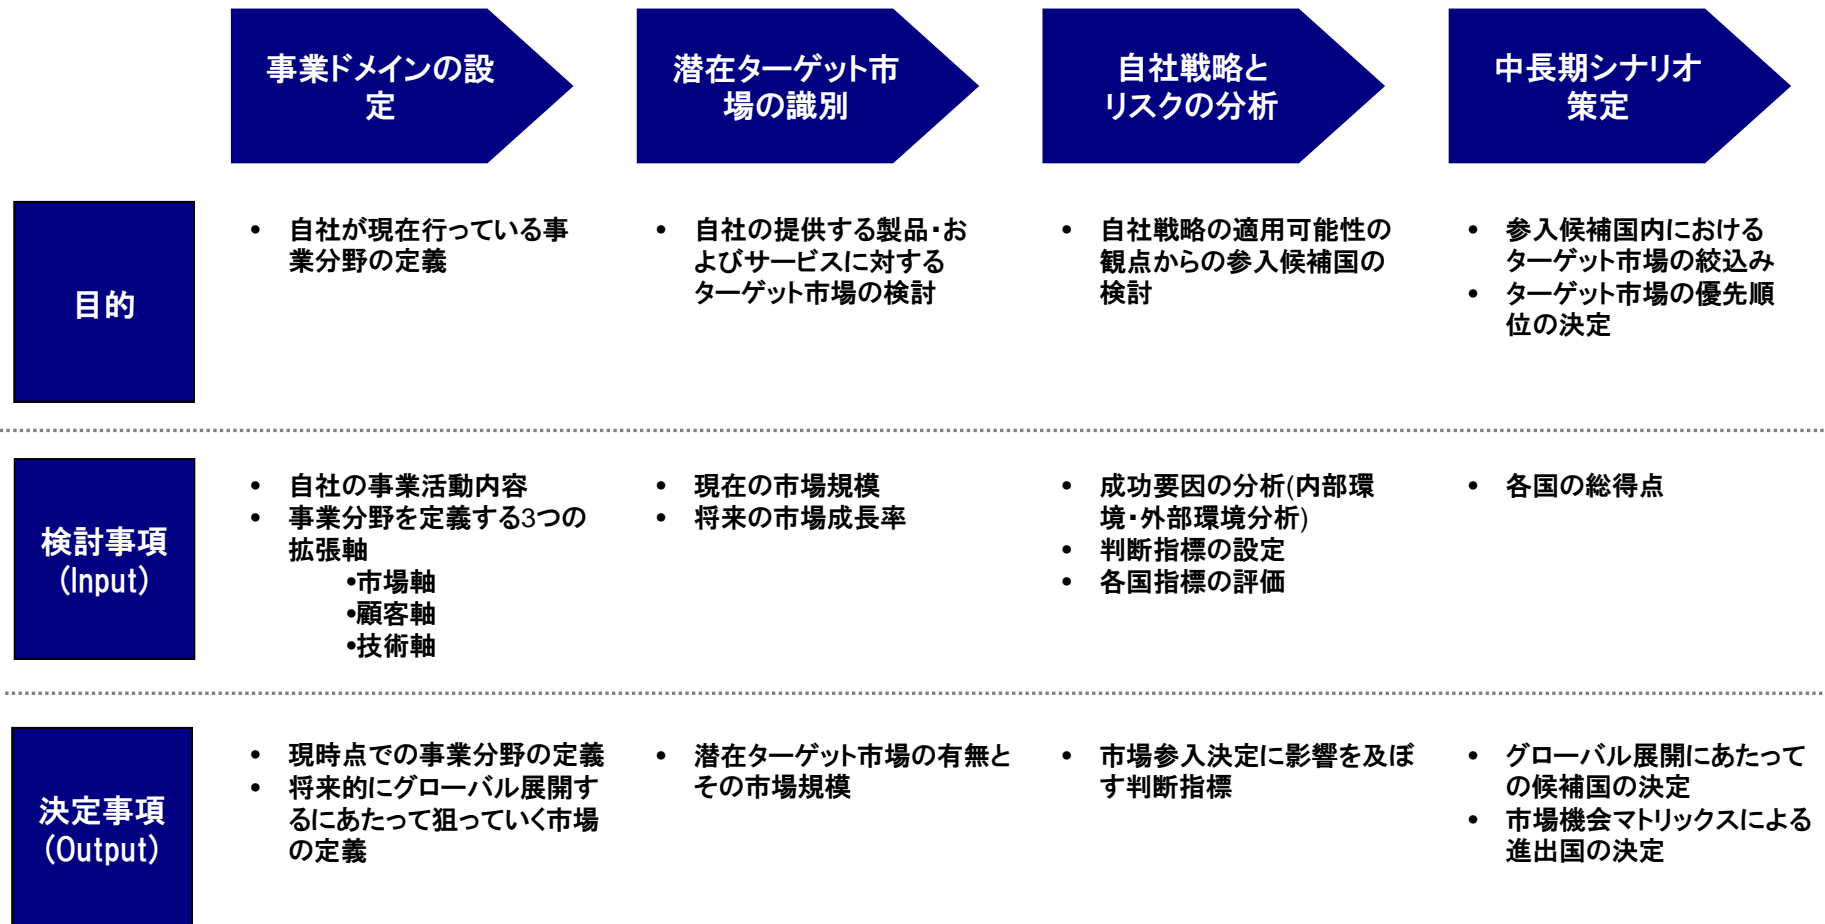 事業ドメインの設
定
潜在ターゲット市
場の識別
自社戦略と
リスクの分析
中長期シナリオ
策定
目的
• 自社が現在行っている事
業分野の定義
• 自社の提供する製品・お
よびサービスに対する
ターゲット市場の検討
• 自社戦略の適用可能性の
観点からの参入候補国の
検討
• 参入候補国内における
ターゲット市場の絞込み
• ターゲット市場の優先順
位の決定
検討事項
(Input)
• 自社の事業活動内容
• 事業分野を定義する3つの
拡張軸
•市場軸
•顧客軸
•技術軸
• 現在の市場規模
• 将来の市場成長率
• 成功要因の分析(内部環
境・外部環境分析)
• 判断指標の設定
• 各国指標の評価
• 各国の総得点
決定事項
(Output)
• 現時点での事業分野の定義
• 将来的にグローバル展開す
るにあたって狙っていく市場
の定義
• 潜在ターゲット市場の有無と
その市場規模
• 市場参入決定に影響を及ぼ
す判断指標
• グローバル展開にあたって
の候補国の決定
• 市場機会マトリックスによる
進出国の決定